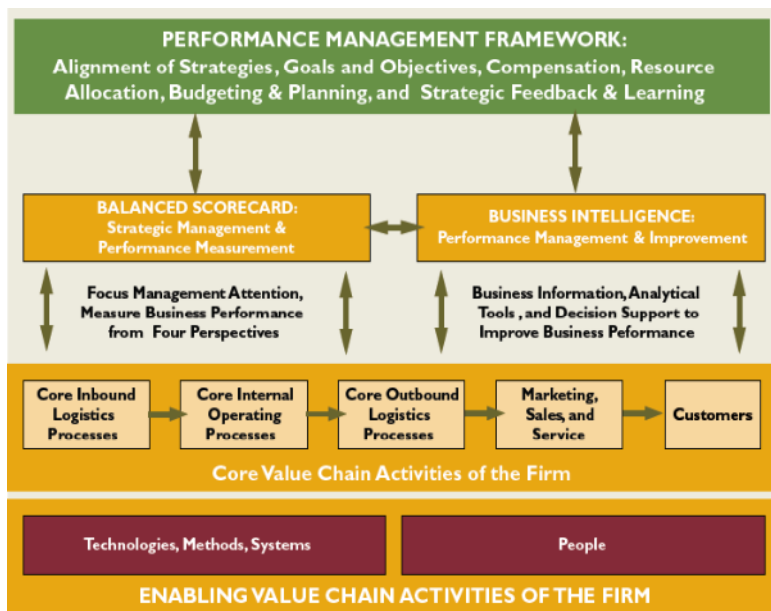 PERFORMANCE MANAGEMENT FRAMEWORK:
Alignment of Strategies, Goals and Objectives, Compensation, Resource
Allocation, Budgeting & Planning, and Strategic Feedback & Learning
BALANCED SCORECARD:
Strategic Management &
Performance Measurement
BUSINESS INTELLIGENCE:
Performance Management & Improvement
Focus Management Attention,
Measure Business Performance
from Four Perspectives
Business Information, Analytical
Tools, and Decision Support to
Improve Business Peformance
Core Inbound
Logistics
Processes
Core Internal
Operating
Processes
Core Outbound
Logistics
Processes
Marketing,
Sales, and
Service
Customers
Core Value Chain Activities of the Firm
Technologies, Methods, Systems
People
ENABLING VALUE CHAIN ACTIVITIES OF THE FIRM